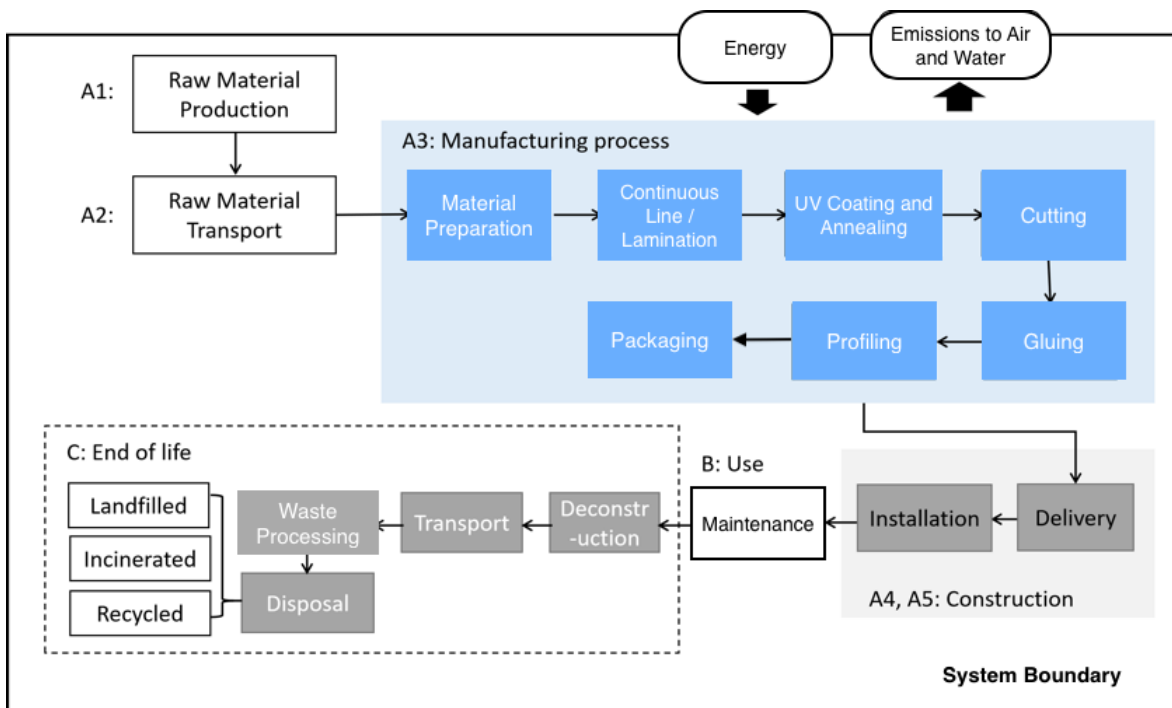 Energy
Emissions to Air
and Water
A1:
Raw Material
Production
A2:
Raw Material
Transport
A3: Manufacturing process
Material
Preparation
Continuous
Line /
Lamination
UV Coating and
Annealing
Cutting
Packaging
Profiling
Gluing
C: End of life
Landfilled
Incinerated
Recycled
Waste
Processing
Disposal
Transport
Deconstr
-uction
B: Use
Maintenance
Installation
Delivery
A4, A5: Construction
System Boundary